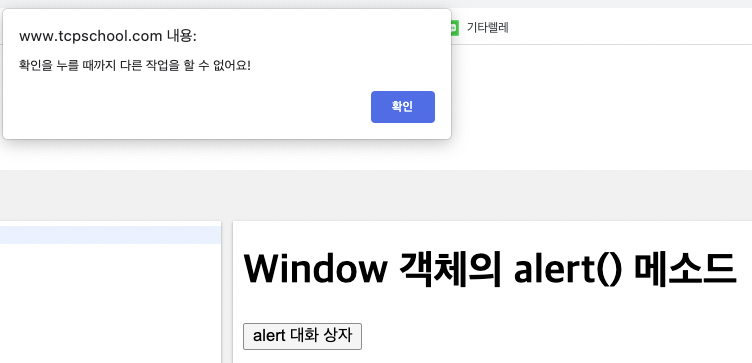 www.tcpschool.com 내용:
기타렐레
확인을 누를 때까지 다른 작업을 할 수 없어요!
확인
Window 객체의 alert() 메소드
alert 대화 상자